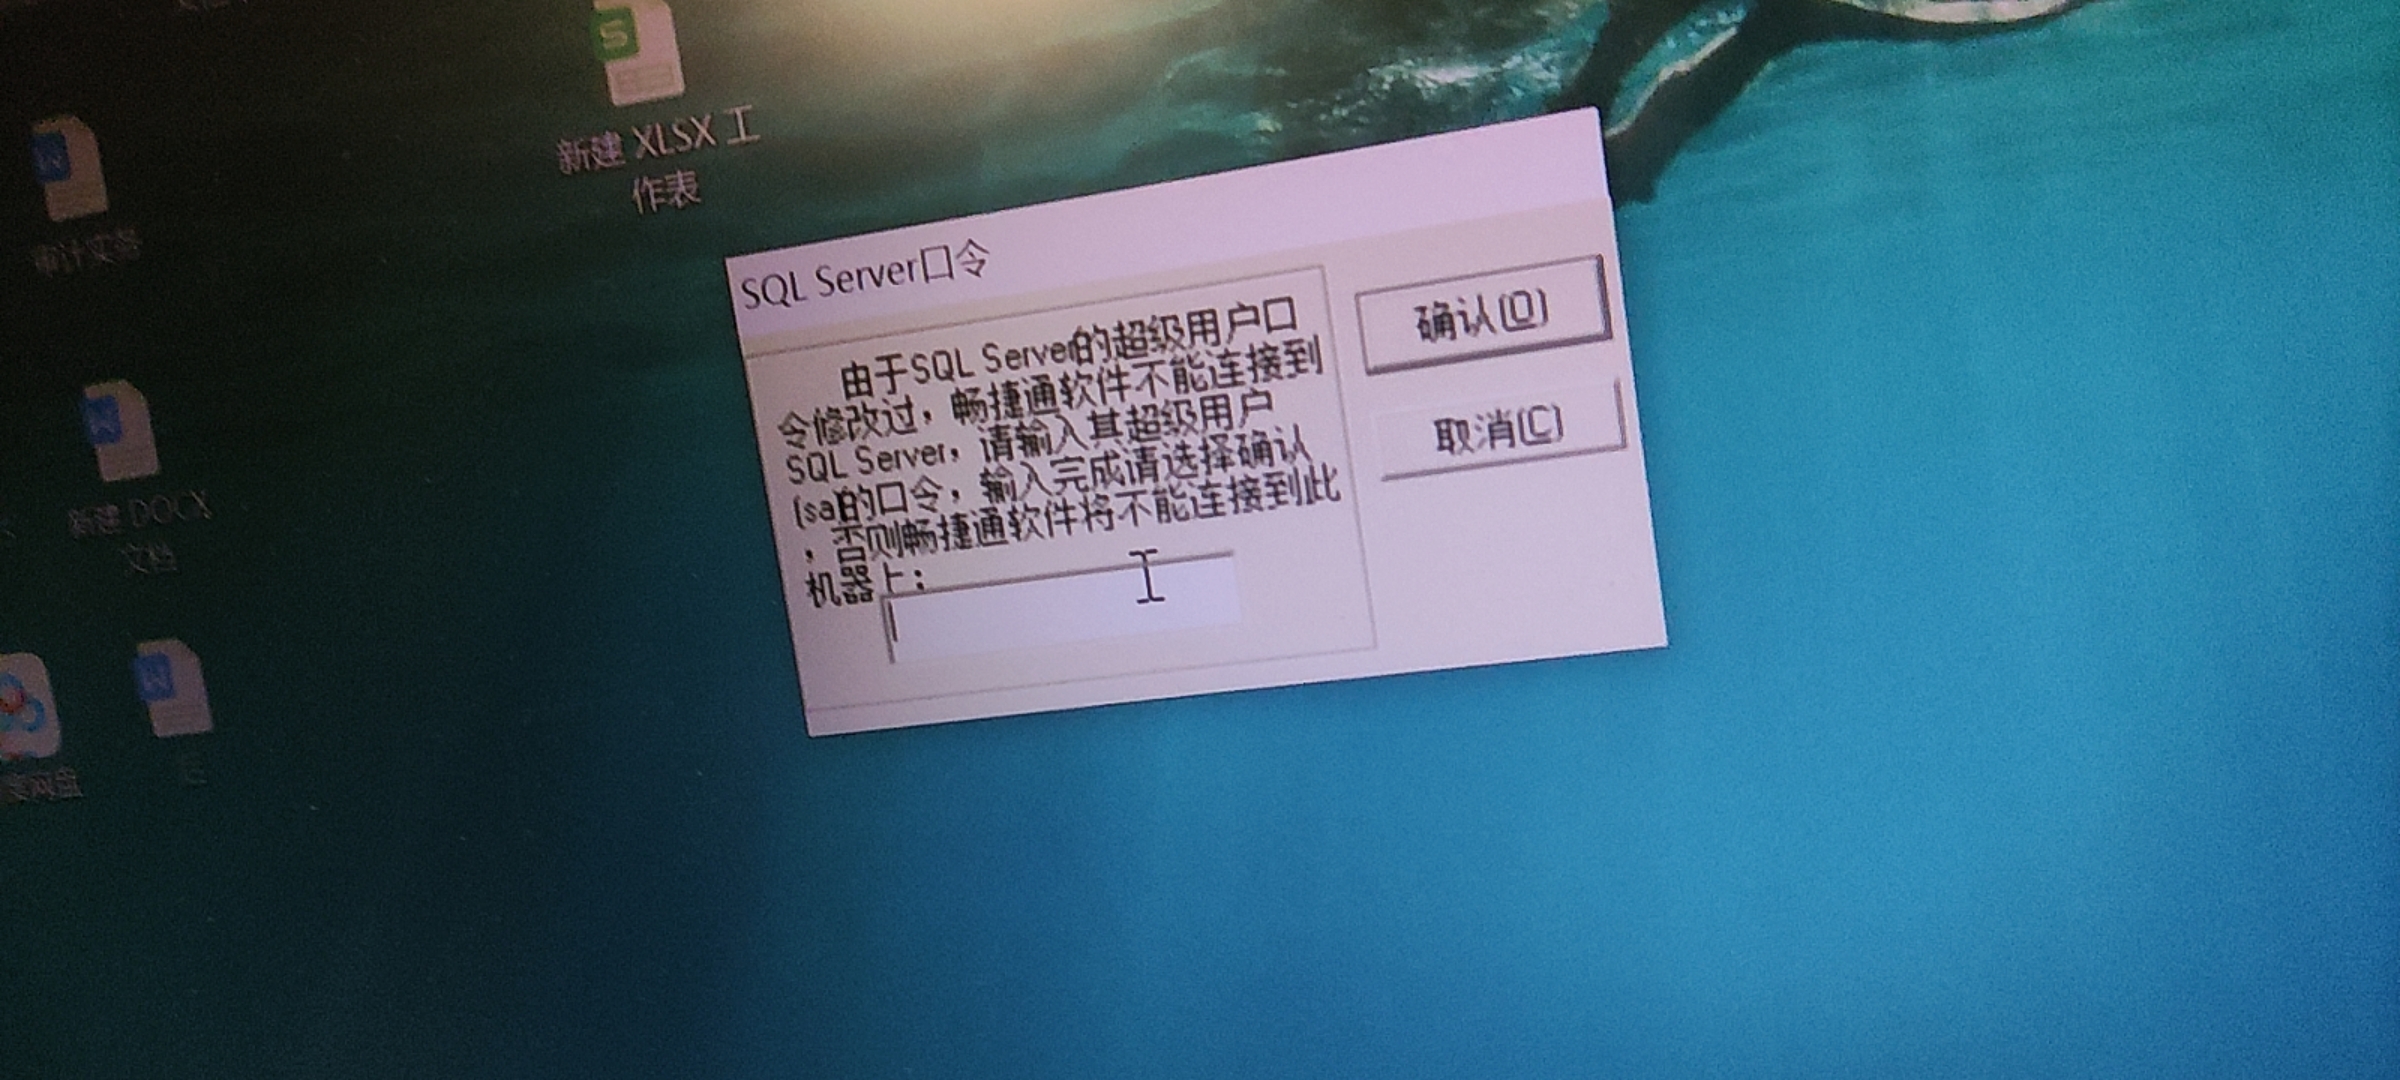 新建 XLSX 工
作表
审计实务
新建 DOCX
文档
SQL Server口令
由于SQL Server的超级用户口
令修改过，畅捷通软件不能连接到
SQL Server，请输入其超级用户
(sa)的口令，输入完成请选择确认
，否则畅捷通软件将不能连接到此
机器上：
确认(O)
取消(C)